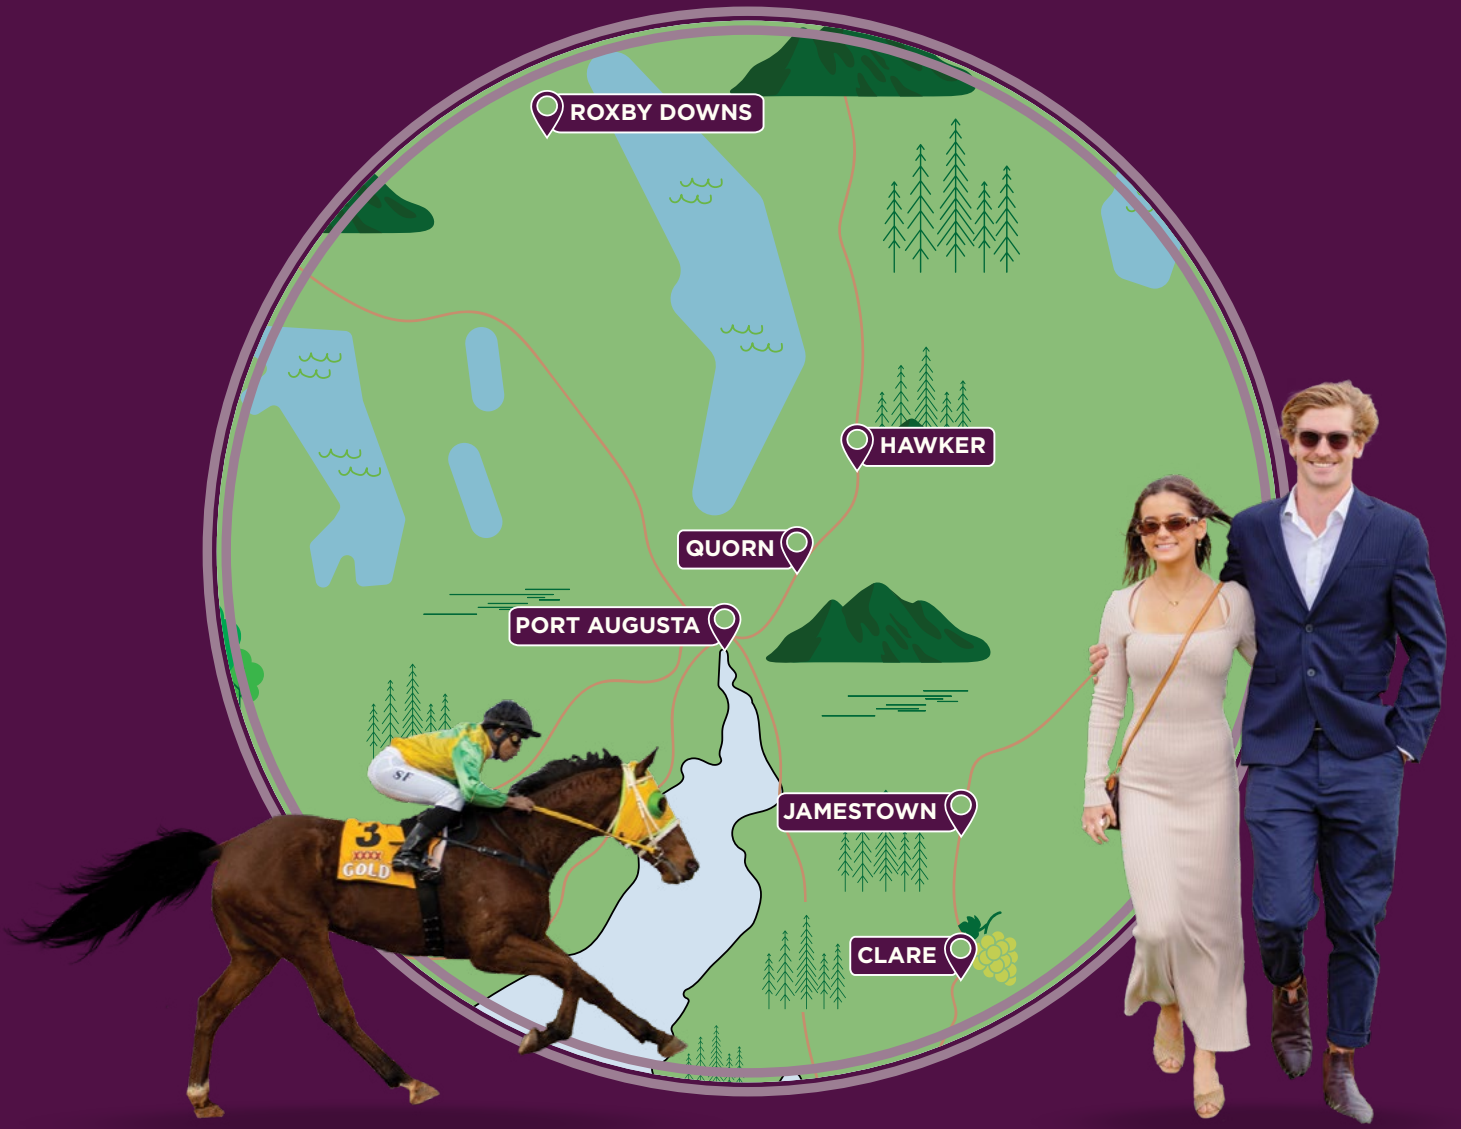 ROXBY DOWNS
HAWKER
QUORN
PORT AUGUSTA
SF
JAMESTOWN
3
XXXX
GOLD
CLARE